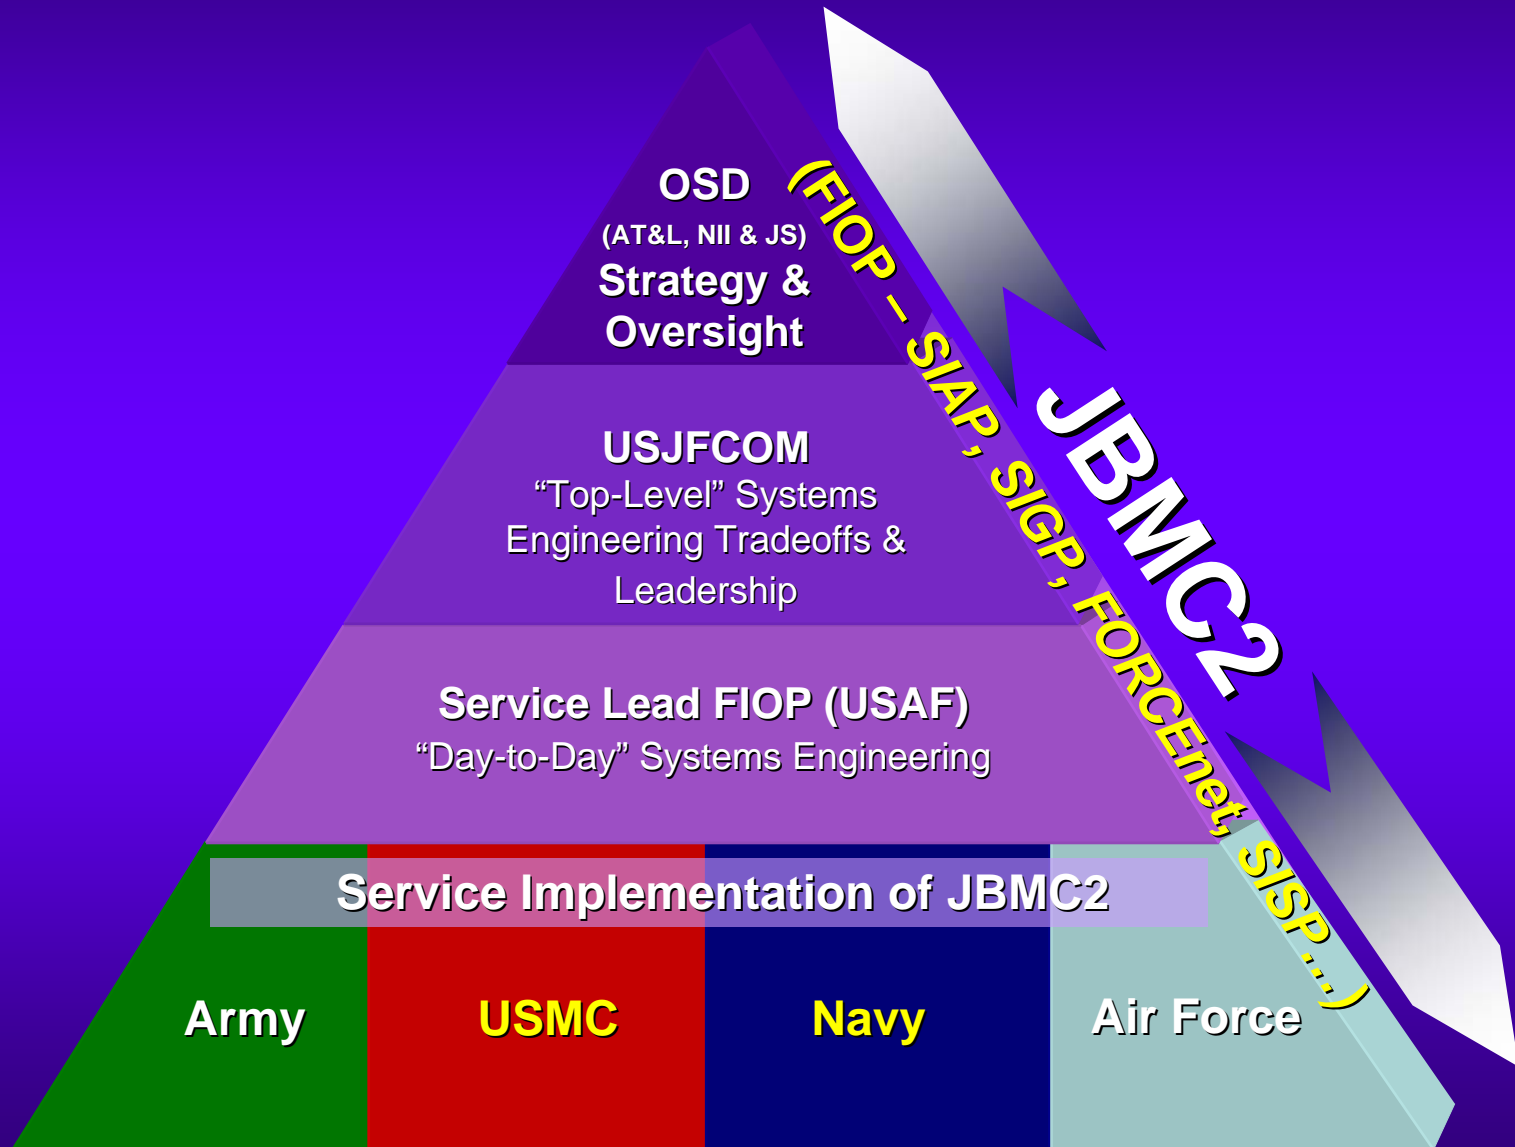 OSD
(AT&L, NII & JS)
Strategy &
Oversight
USJFCOM
“Top-Level” Systems
Engineering Tradeoffs &
Leadership
Service Lead FIOP (USAF)
“Day-to-Day” Systems Engineering
Service Implementation of JBMC2
Army
USMC
Navy
Air Force
(FIOP – SIAP, SIGP, FORCEnet, SISP…)
JBMC2